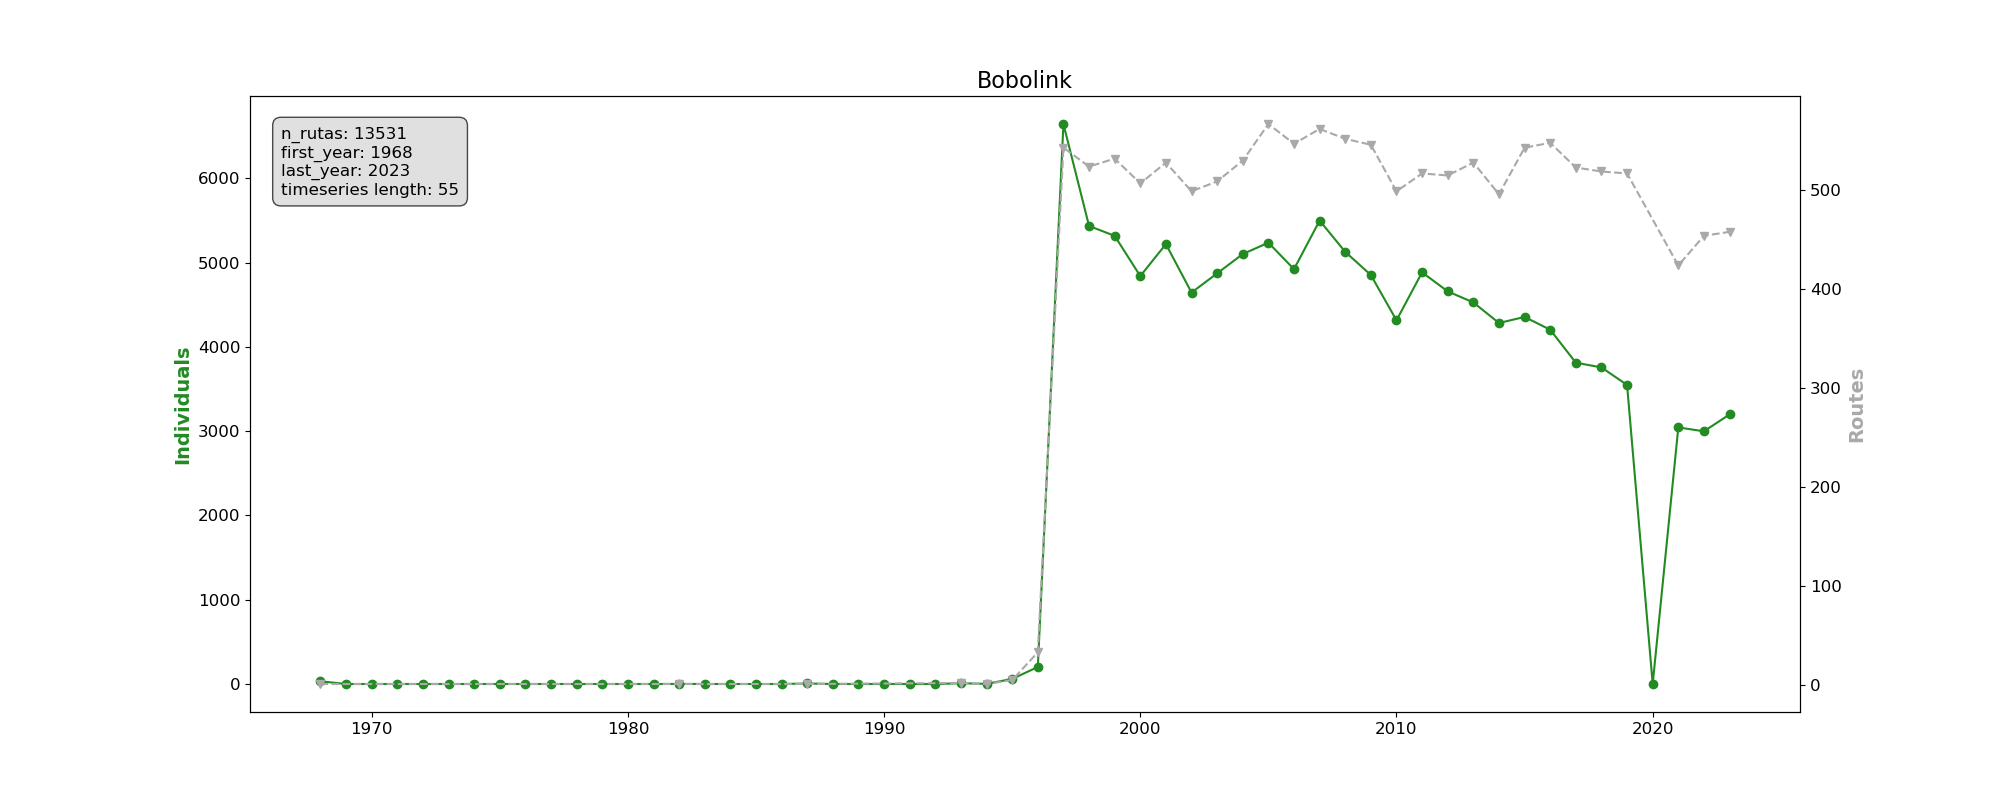 Bobolink
n_rutas: 13531
first_year: 1968
last_year: 2023
timeseries length: 55
Individuals
6000
5000
4000
3000
2000
1000
0
Routes
500
400
300
200
100
0
1970
1980
1990
2000
2010
2020